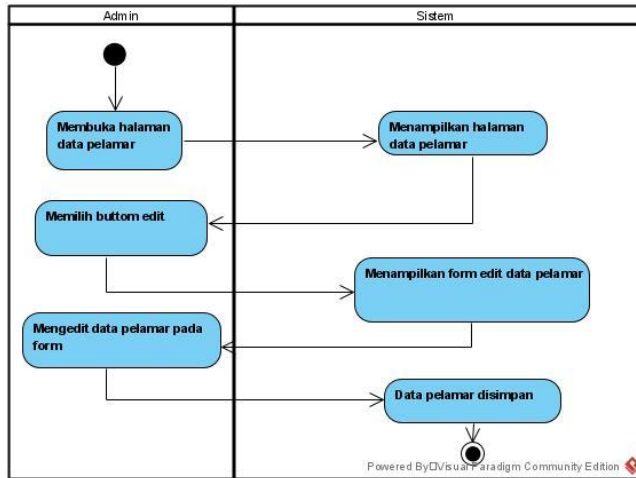 Admin
Sistem
Membuka halaman
data pelamar
Menampilkan halaman
data pelamar
Memilih buttom edit
Menampilkan form edit data pelamar
Mengedit data pelamar pada
form
Data pelamar disimpan
Powered By□Visual Paradigm Community Edition